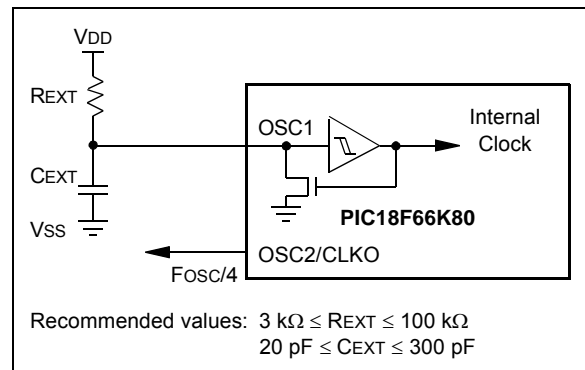 VDD
REXT
OSC1
Internal
Clock
CEXT
PIC18F66K80
VSS
OSC2/CLKO
FOSC/4
Recommended values: 3 kΩ ≤ REXT ≤ 100 kΩ
20 pF ≤ CEXT ≤ 300 pF